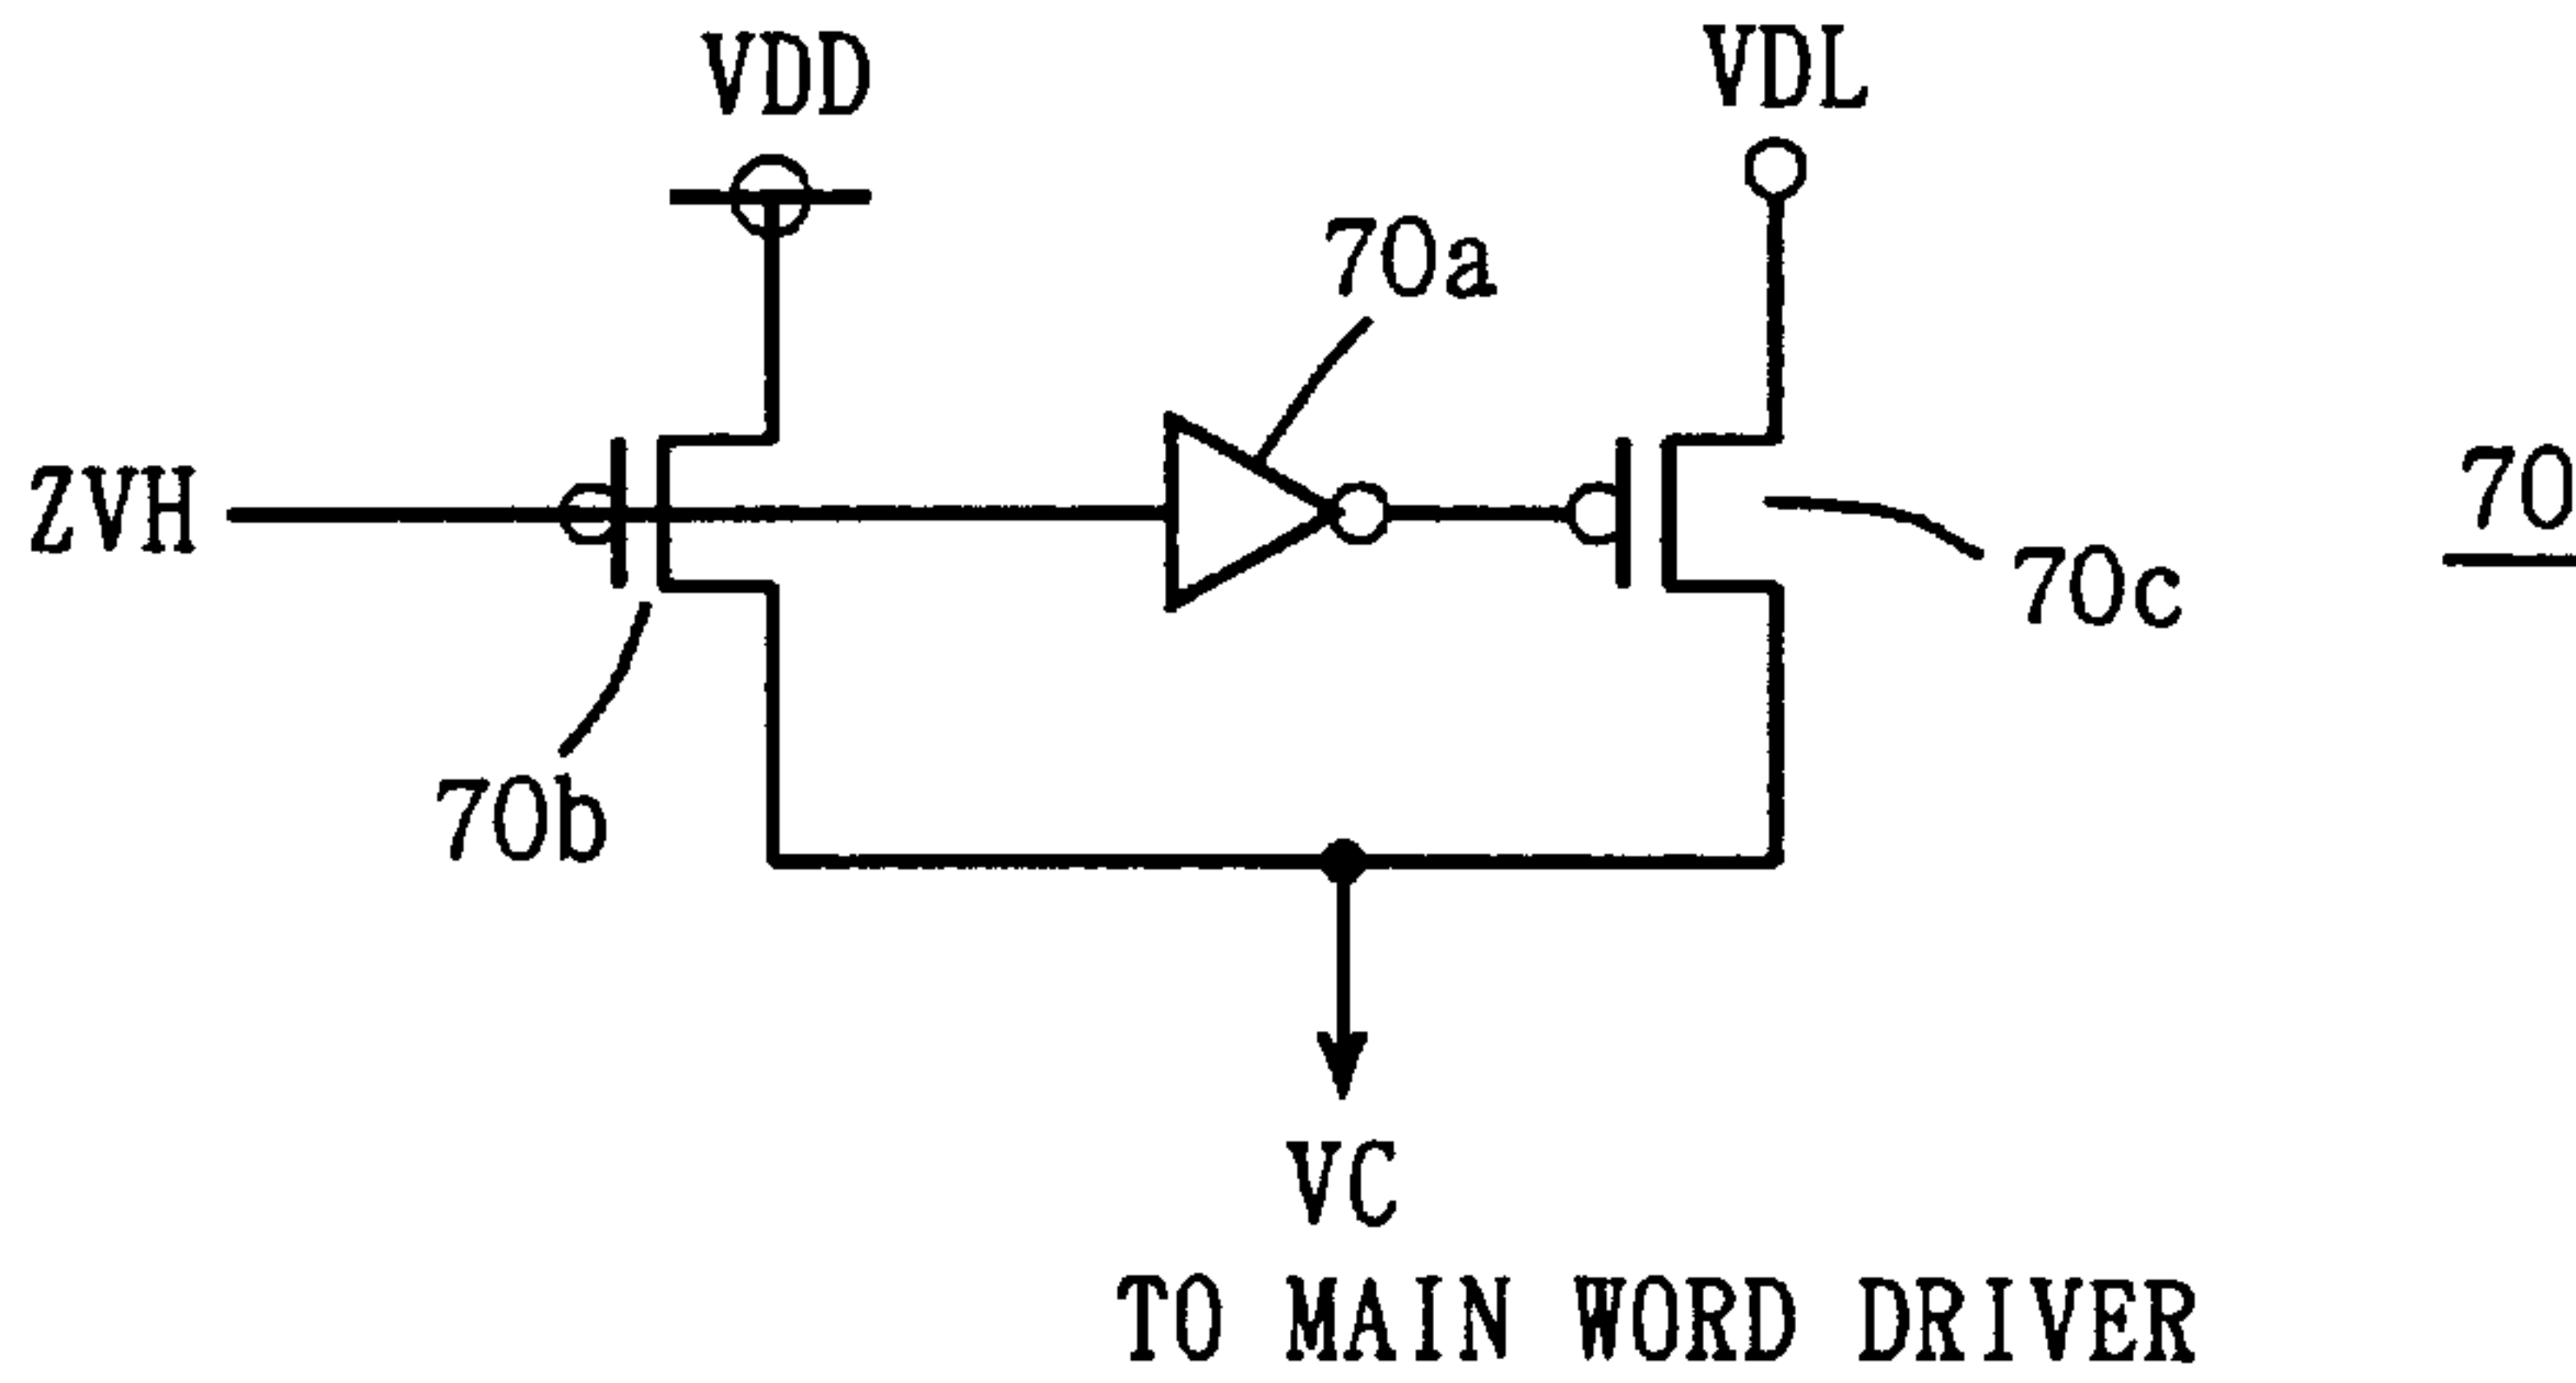 VDD
VDL
70a
ZVH
70
70c
70b
VC
TO MAIN WORD DRIVER